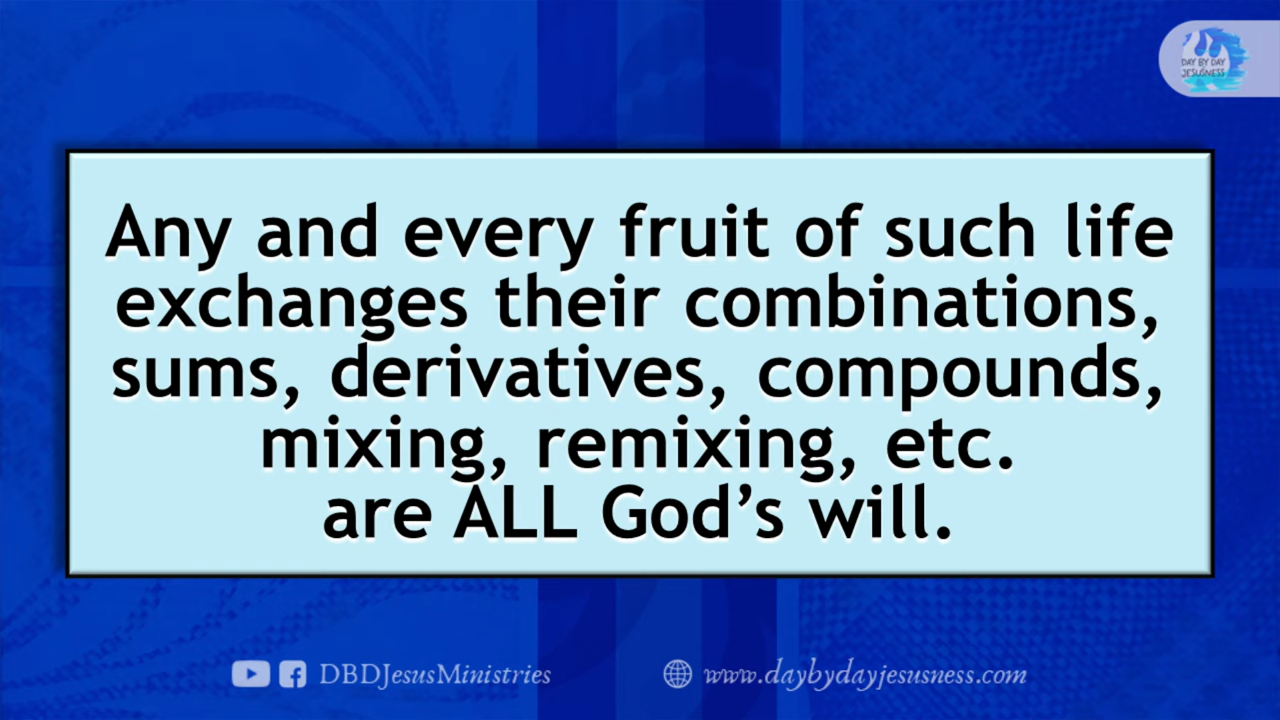 DAY BY DAY
JESUSNESS
Any and every fruit of such life
exchanges their combinations,
sums, derivatives, compounds,
mixing, remixing, etc.
are ALL God’s will.
DBDJesusMinistries
www.daybydayjesusness.com